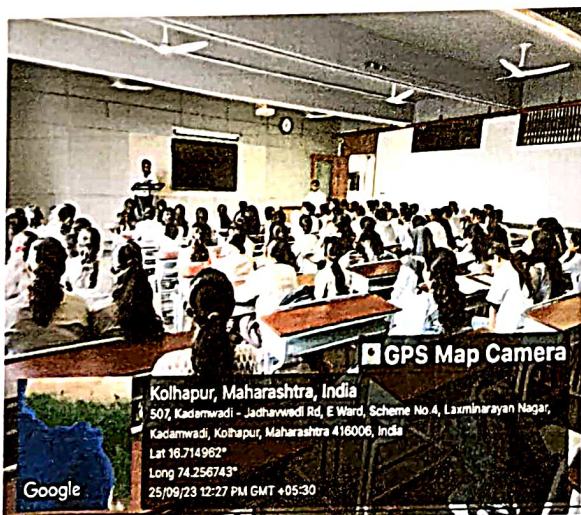 GPS Map Camera
Kolhapur, Maharashtra, India
507, Kadamwadi - Jadhavwadi Rd, E Ward, Scheme No.4, Laxminarayan Nagar,
Kadamwadi, Kolhapur, Maharashtra 416006, India
Lat 16.714962°
Long 74.256743°
25/09/23 12:27 PM GMT +05:30
Google